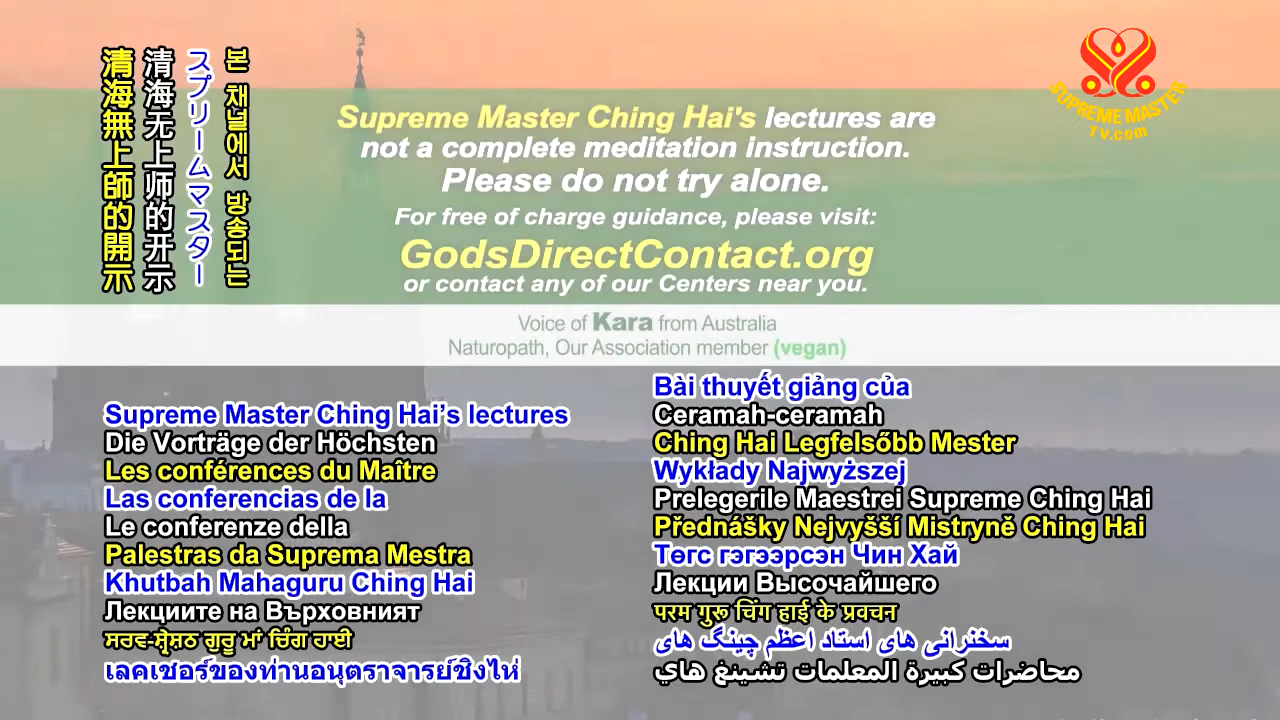 清海無上師的開示
清海无上师的开示
スプリームマスター
본 채널에서 방송되는
SUPREME MASTER
TV.com
Supreme Master Ching Hai's lectures are
not a complete meditation instruction.
Please do not try alone.
For free of charge guidance, please visit:
GodsDirectContact.org
or contact any of our Centers near you.
Voice of Kara from Australia
Naturopath, Our Association member (vegan)
Supreme Master Ching Hai’s lectures
Die Vorträge der Höchsten
Les conférences du Maître
Las conferencias de la
Le conferenze della
Palestras da Suprema Mestra
Khutbah Mahaguru Ching Hai
Лекциите на Върховният
ਸਰਵ-ਸ਼੍ਰੇਸ਼ਠ ਗੁਰੂ ਮਾਂ ਚਿੰਗ ਹਾਈ
เลคเชอร์ของท่านอนุตราจารย์ชิงไห่
Bài thuyết giảng của
Ceramah-ceramah
Ching Hai Legfelsőbb Mester
Wykłady Najwyższej
Prelegerile Maestrei Supreme Ching Hai
Přednášky Nejvyšší Mistryně Ching Hai
Төгс гэгээрсэн Чин Хай
Лекции Высочайшего
परम गुरू चिंग हाई के प्रवचन
سخنرانی های استاد اعظم چینگ های
محاضرات كبيرة المعلمات تشينغ هاي